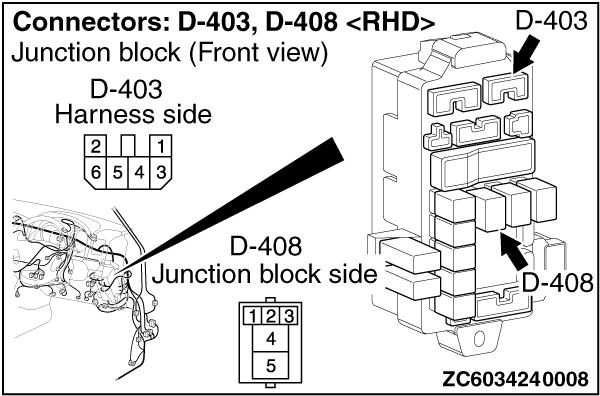 Connectors: D-403, D-408 <RHD>
Junction block (Front view)
D-403
D-403
Harness side
2 1
6 5 4 3
D-408
Junction block side
1 2 3
4
5
D-408
ZC6034240008